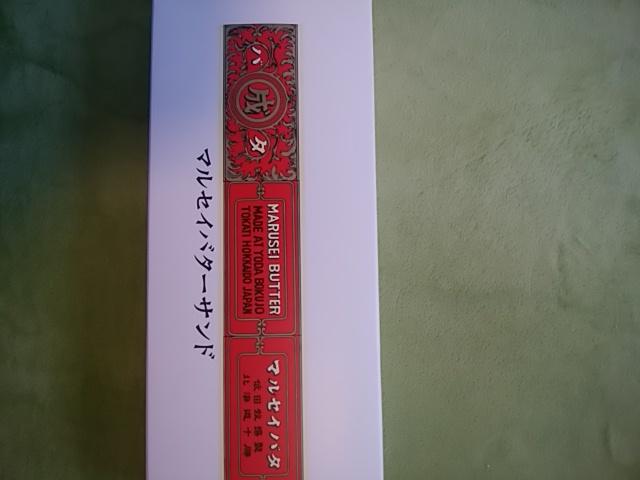 バ
成
タ
MARUSEI BUTTER
MADE AT YODA BOKUJO
TOKATI HOKKAIDO JAPAN
マルセイバタ
依田牧塲製
北海道十勝
マルセイバターサンド